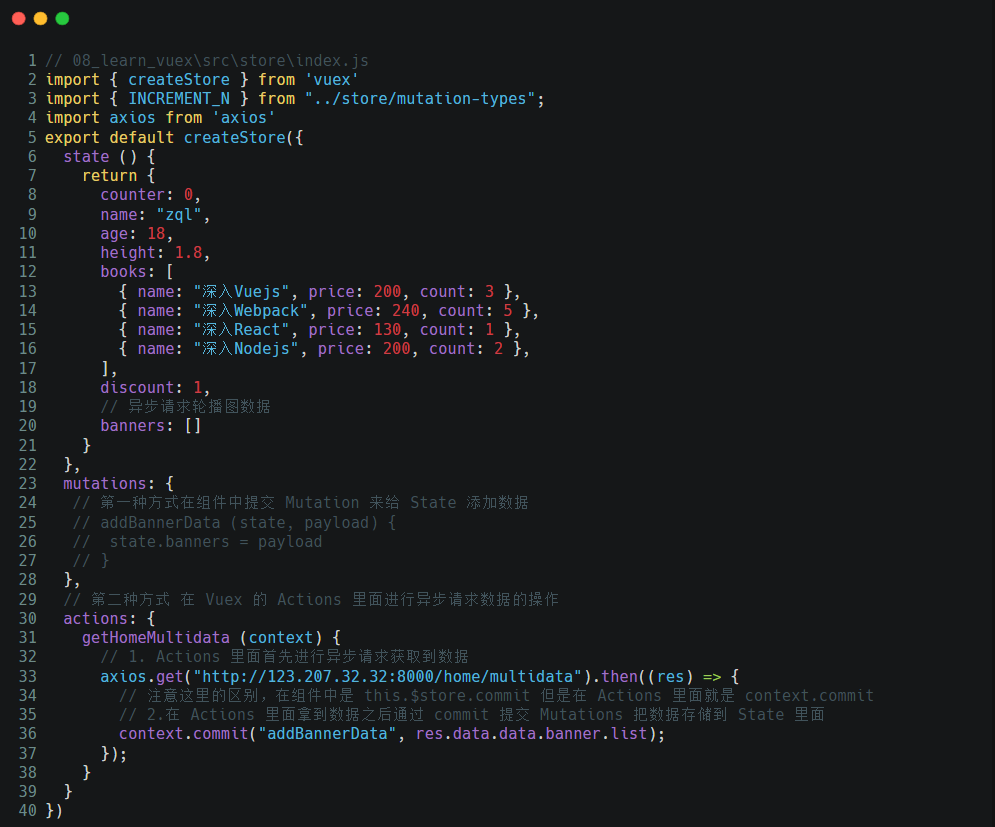 1 // 08_learn_vuex\src\store\index.js
2 import { createStore } from 'vuex'
3 import { INCREMENT_N } from "../store/mutation-types";
4 import axios from 'axios'
5 export default createStore({
6   state () {
7     return {
8       counter: 0,
9       name: "zql",
10       age: 18,
11       height: 1.8,
12       books: [
13         { name: "深入Vuejs", price: 200, count: 3 },
14         { name: "深入Webpack", price: 240, count: 5 },
15         { name: "深入React", price: 130, count: 1 },
16         { name: "深入Nodejs", price: 200, count: 2 },
17       ],
18       discount: 1,
19       // 异步请求轮播图数据
20       banners: []
21     }
22   },
23   mutations: {
24    // 第一种方式在组件中提交 Mutation 来给 State 添加数据
25    // addBannerData (state, payload) {
26    //  state.banners = payload
27    // }
28   },
29   // 第二种方式 在 Vuex 的 Actions 里面进行异步请求数据的操作
30   actions: {
31     getHomeMultidata (context) {
32       // 1. Actions 里面首先进行异步请求获取到数据
33       axios.get("http://123.207.32.32:8000/home/multidata").then((res) => {
34         // 注意这里的区别，在组件中是 this.$store.commit 但是在 Actions 里面就是 context.commit
35         // 2.在 Actions 里面拿到数据之后通过 commit 提交 Mutations 把数据存储到 State 里面
36         context.commit("addBannerData", res.data.data.banner.list);
37       });
38     }
39   }
40 })